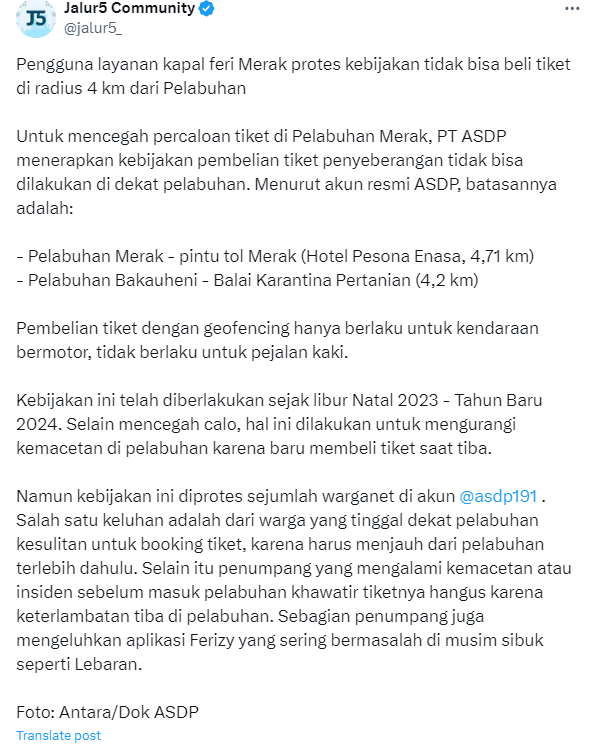 J5
Jalur5 Community
@jalur5_
Pengguna layanan kapal feri Merak protes kebijakan tidak bisa beli tiket
di radius 4 km dari Pelabuhan
Untuk mencegah percaloan tiket di Pelabuhan Merak, PT ASDP
menerapkan kebijakan pembelian tiket penyeberangan tidak bisa
dilakukan di dekat pelabuhan. Menurut akun resmi ASDP, batasannya
adalah:
- Pelabuhan Merak - pintu tol Merak (Hotel Pesona Enasa, 4,71 km)
- Pelabuhan Bakauheni - Balai Karantina Pertanian (4,2 km)
Pembelian tiket dengan geofencing hanya berlaku untuk kendaraan
bermotor, tidak berlaku untuk pejalan kaki.
Kebijakan ini telah diberlakukan sejak libur Natal 2023 - Tahun Baru
2024. Selain mencegah calo, hal ini dilakukan untuk mengurangi
kemacetan di pelabuhan karena baru membeli tiket saat tiba.
Namun kebijakan ini diprotes sejumlah warganet di akun @asdp191 .
Salah satu keluhan adalah dari warga yang tinggal dekat pelabuhan
kesulitan untuk booking tiket, karena harus menjauh dari pelabuhan
terlebih dahulu. Selain itu penumpang yang mengalami kemacetan atau
insiden sebelum masuk pelabuhan khawatir tiketnya hangus karena
keterlambatan tiba di pelabuhan. Sebagian penumpang juga
mengeluhkan aplikasi Ferizy yang sering bermasalah di musim sibuk
seperti Lebaran.
Foto: Antara/Dok ASDP
Translate post